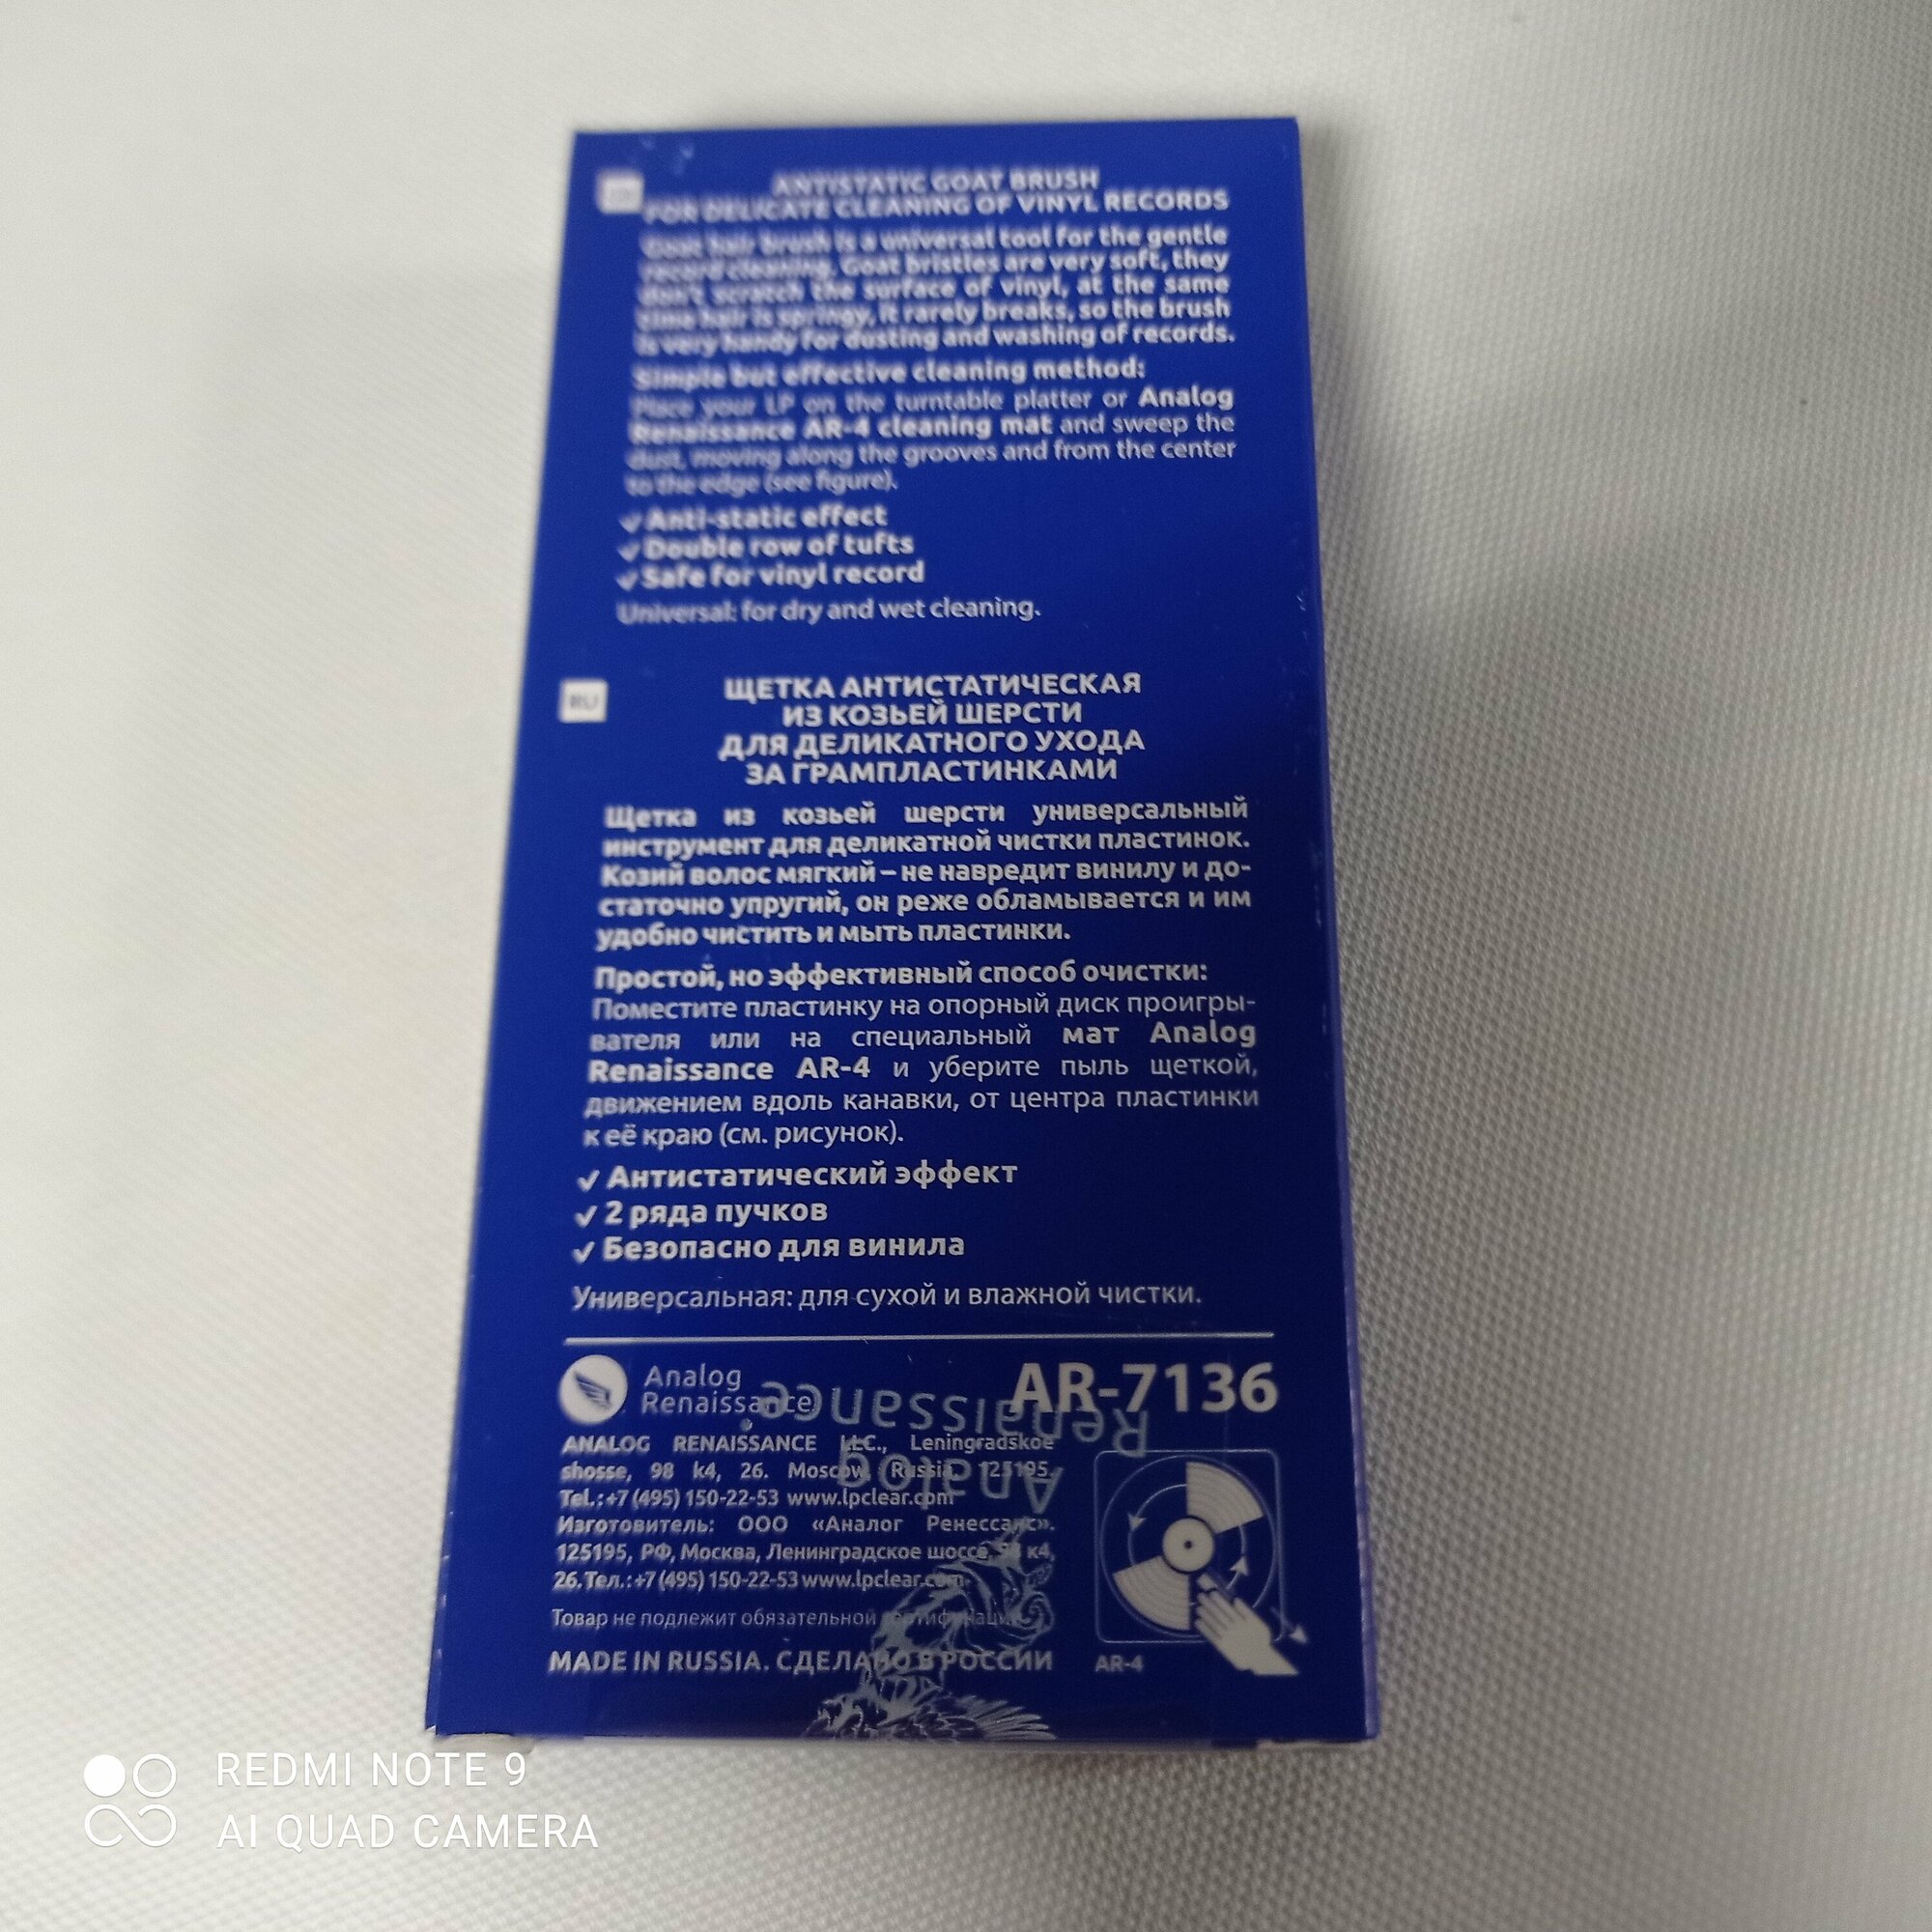 ANTISTATIC GOAT BRUSH
FOR DELICATE CLEANING OF VINYL RECORDS
Goat hair brush is a universal tool for the gentle
record cleaning. Goat bristles are very soft, they
don't scratch the surface of vinyl, at the same
time hair is springy, it rarely breaks, so the brush
is very handy for dusting and washing of records.
Simple but effective cleaning method:
Place your LP on the turntable platter or Analog
Renaissance AR-4 cleaning mat and sweep the
dust, moving along the grooves and from the center
to the edge (see figure).
✓ Anti-static effect
✓ Double row of tufts
✓ Safe for vinyl record
Universal: for dry and wet cleaning.
RU
ЩЕТКА АНТИСТАТИЧЕСКАЯ
ИЗ КОЗЬЕЙ ШЕРСТИ
ДЛЯ ДЕЛИКАТНОГО УХОДА
ЗА ГРАМПЛАСТИНКАМИ
Щетка из козьей шерсти универсальный
инструмент для деликатной чистки пластинок.
Козий волос мягкий – не навредит винилу и до-
статочно упругий, он реже обламывается и им
удобно чистить и мыть пластинки.
Простой, но эффективный способ очистки:
Поместите пластинку на опорный диск проигры-
вателя или на специальный мат Analog
Renaissance AR-4 и уберите пыль щеткой,
движением вдоль канавки, от центра пластинки
к её краю (см. рисунок).
✓ Антистатический эффект
✓ 2 ряда пучков
✓ Безопасно для винила
Универсальная: для сухой и влажной чистки.
Analog
Renaissance
AR-7136
Analog
Renaissance
ANALOG RENAISSANCE LLC., Leningradskoe
shosse, 98 k4, 26. Moscow, Russia, 125195.
Tel.:+7 (495) 150-22-53 www.lpclear.com
Изготовитель: ООО «Аналог Ренессанс».
125195, РФ, Москва, Ленинградское шоссе, 98 к4,
26. Тел.:+7 (495) 150-22-53 www.lpclear.com
Товар не подлежит обязательной сертификации
MADE IN RUSSIA. СДЕЛАНО В РОССИИ
AR-4
REDMI NOTE 9
AI QUAD CAMERA